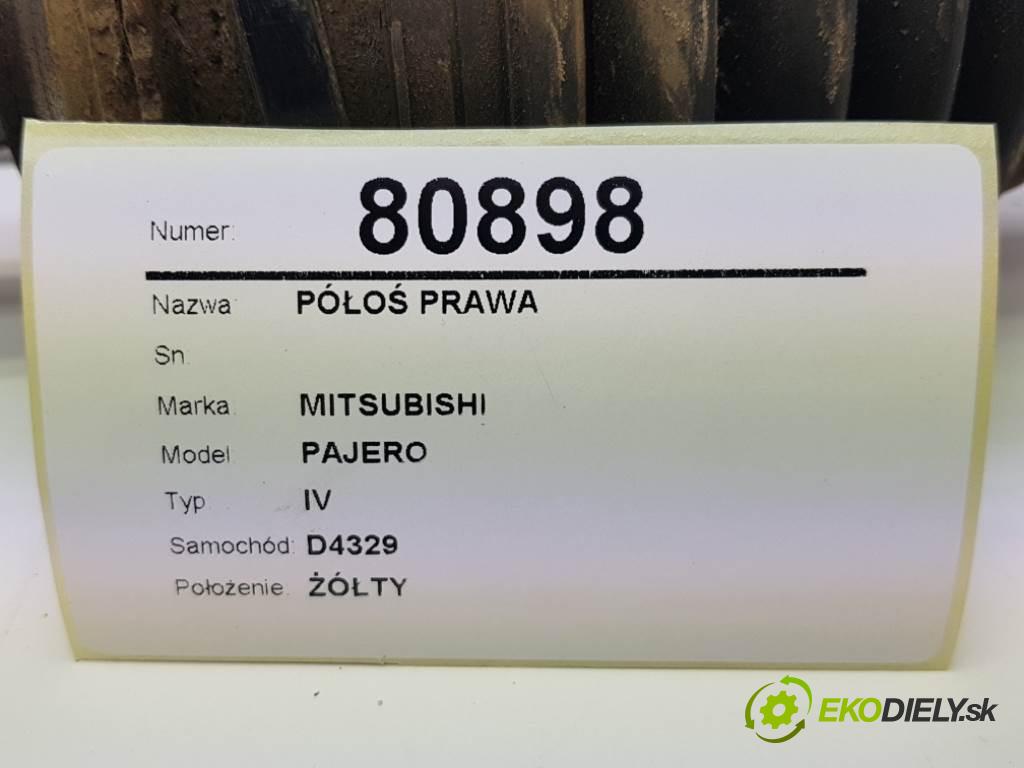 Numer: 80898
Nazwa: PÓŁOŚ PRAWA
Sn:
Marka: MITSUBISHI
Model: PAJERO
Typ IV
Samochód: D4329
Położenie: ŻÓŁTY
EKODIELY.sk